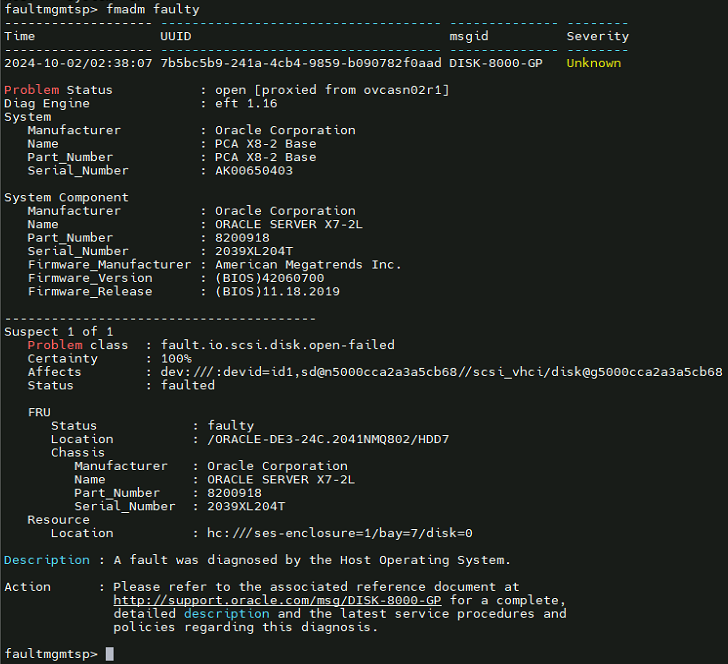 faultmgmtsp> fmadm faulty
------------------- ------------------------------------ -------------- --------
Time                UUID                                 msgid          Severity
------------------- ------------------------------------ -------------- --------
2024-10-02/02:38:07 7b5bc5b9-241a-4cb4-9859-b090782f0aad DISK-8000-GP   Unknown
Problem Status           : open [proxied from ovcasn02r1]
Diag Engine              : eft 1.16
System
   Manufacturer          : Oracle Corporation
   Name                  : PCA X8-2 Base
   Part_Number           : PCA X8-2 Base
   Serial_Number         : AK00650403
System Component
   Manufacturer          : Oracle Corporation
   Name                  : ORACLE SERVER X7-2L
   Part_Number           : 8200918
   Serial_Number         : 2039XL204T
   Firmware_Manufacturer : American Megatrends Inc.
   Firmware_Version      : (BIOS)42060700
   Firmware_Release      : (BIOS)11.18.2019
----------------------------------------
Suspect 1 of 1
   Problem class  : fault.io.scsi.disk.open-failed
   Certainty      : 100%
   Affects        : dev:///:devid=id1,sd@n5000cca2a3a5cb68//scsi_vhci/disk@g5000cca2a3a5cb68
   Status         : faulted
   FRU
      Status            : faulty
      Location          : /ORACLE-DE3-24C.2041NMQ802/HDD7
      Chassis
         Manufacturer   : Oracle Corporation
         Name           : ORACLE SERVER X7-2L
         Part_Number    : 8200918
         Serial_Number  : 2039XL204T
   Resource
      Location          : hc:///ses-enclosure=1/bay=7/disk=0
Description : A fault was diagnosed by the Host Operating System.
Action      : Please refer to the associated reference document at
              http://support.oracle.com/msg/DISK-8000-GP for a complete,
              detailed description and the latest service procedures and
              policies regarding this diagnosis.
faultmgmtsp>